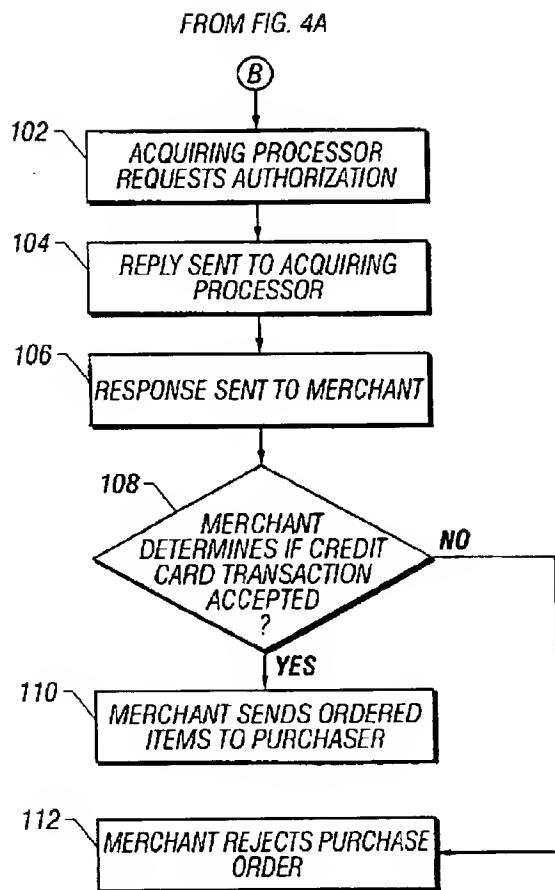 FROM FIG. 4A
B
102
ACQUIRING PROCESSOR
REQUESTS AUTHORIZATION
104
REPLY SENT TO ACQUIRING
PROCESSOR
106
RESPONSE SENT TO MERCHANT
108
MERCHANT
DETERMINES IF CREDIT
CARD TRANSACTION
ACCEPTED
?
NO
YES
110
MERCHANT SENDS ORDERED
ITEMS TO PURCHASER
112
MERCHANT REJECTS PURCHASE
ORDER